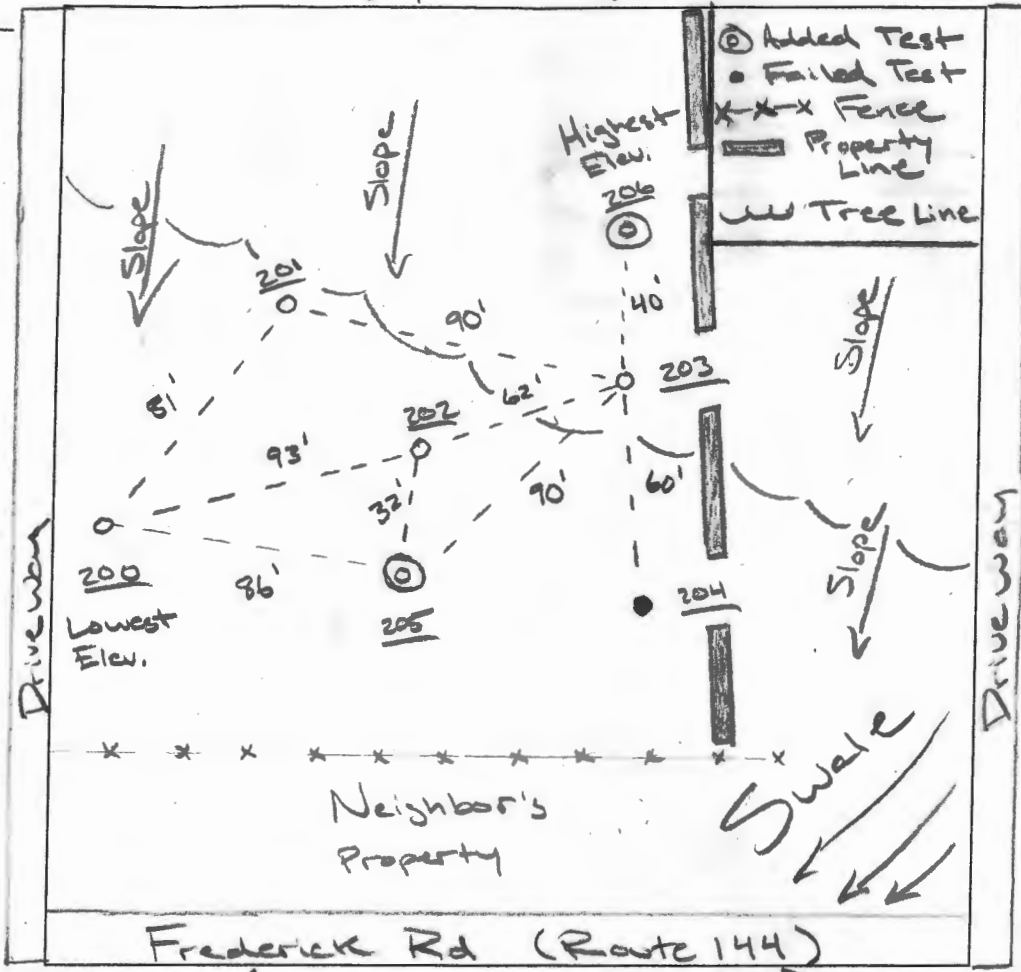 Added Test
Failed Test
x-x-x Fence
Property
Line
Tree Line
Highest
Elev.
206
Slope
Slope
201
40'
Slope
90'
203
62'
51'
202
93'
32'
90'
60'
Slope
200
86'
205
204
Lowest
Elev.
Driveway
Driveway
Swale
Neighbor's
Property
Frederick Rd (Route 144)